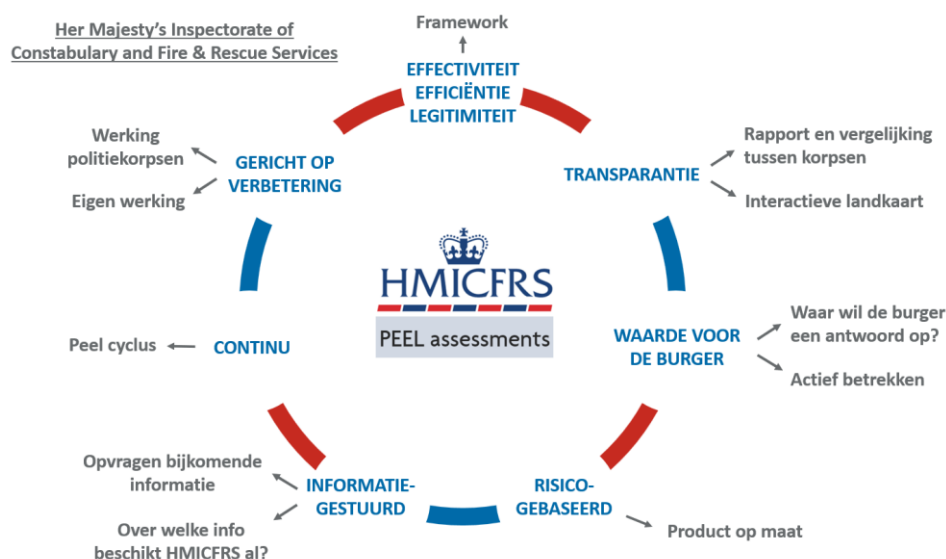 Her Majesty's Inspectorate of
Constabulary and Fire & Rescue Services
Framework
EFFECTIVITEIT
EFFICIËNTIE
LEGITIMITEIT
TRANSPARANTIE
Rapport en vergelijking
tussen korpsen
Interactieve landkaart
WAARDE VOOR
DE BURGER
Waar wil de burger
een antwoord op?
Actief betrekken
RISICO-
GEBASEERD
Product op maat
INFORMATIE-
GESTUURD
Opvragen bijkomende
informatie
Over welke info
beschikt HMICFRS al?
CONTINU
Peel cyclus
GERICHT OP
VERBETERING
Werking
politiekorpsen
Eigen werking
HMICFRS
PEEL assessments